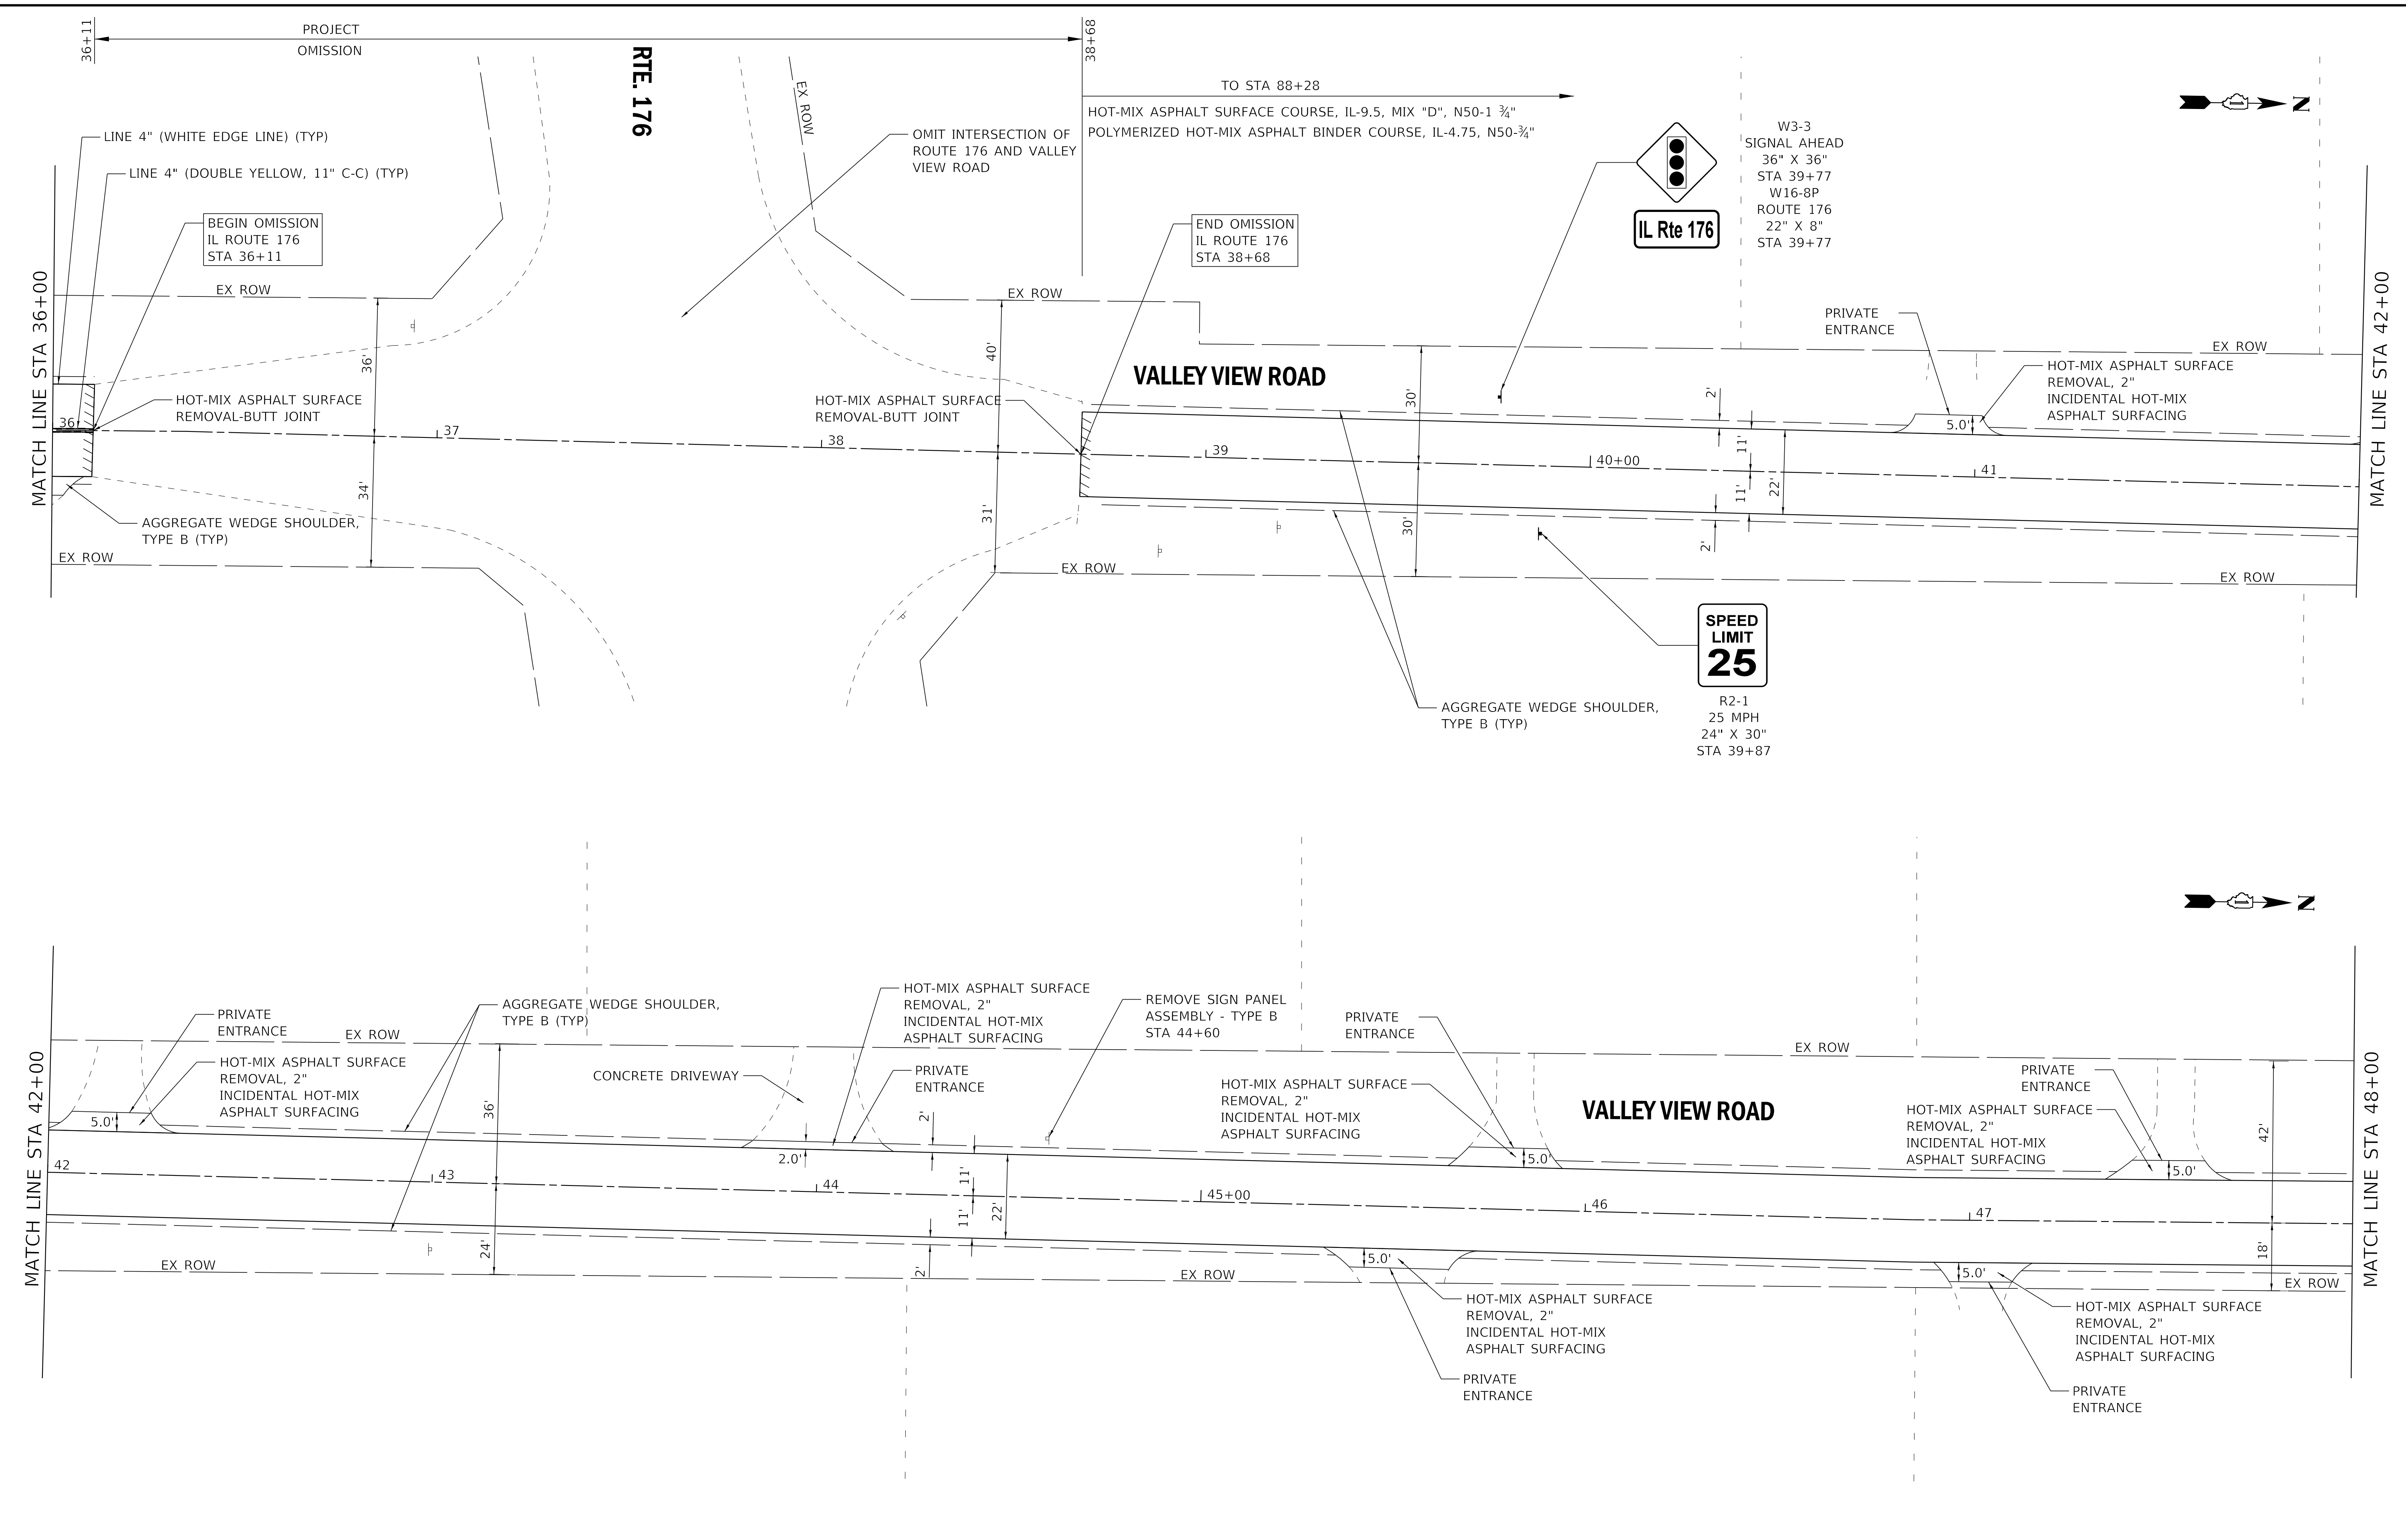 36+11
PROJECT
OMISSION
38+68
RTE. 176
EX ROW
TO STA 88+28
HOT-MIX ASPHALT SURFACE COURSE, IL-9.5, MIX "D", N50-1 ¾"
POLYMERIZED HOT-MIX ASPHALT BINDER COURSE, IL-4.75, N50-¾"
N
LINE 4" (WHITE EDGE LINE) (TYP)
LINE 4" (DOUBLE YELLOW, 11" C-C) (TYP)
BEGIN OMISSION
IL ROUTE 176
STA 36+11
OMIT INTERSECTION OF
ROUTE 176 AND VALLEY
VIEW ROAD
END OMISSION
IL ROUTE 176
STA 38+68
IL Rte 176
W3-3
SIGNAL AHEAD
36" X 36"
STA 39+77
W16-8P
ROUTE 176
22" X 8"
STA 39+77
MATCH LINE STA 36+00
EX ROW
36'
EX ROW
40'
VALLEY VIEW ROAD
30'
2'
PRIVATE
ENTRANCE
EX ROW
HOT-MIX ASPHALT SURFACE
REMOVAL, 2"
INCIDENTAL HOT-MIX
ASPHALT SURFACING
5.0'
MATCH LINE STA 42+00
HOT-MIX ASPHALT SURFACE
REMOVAL-BUTT JOINT
HOT-MIX ASPHALT SURFACE
REMOVAL-BUTT JOINT
36
37
38
39
40+00
41
11'
11'
22'
34'
31'
30'
2'
AGGREGATE WEDGE SHOULDER,
TYPE B (TYP)
EX ROW
EX ROW
EX ROW
SPEED
LIMIT
25
R2-1
25 MPH
24" X 30"
STA 39+87
AGGREGATE WEDGE SHOULDER,
TYPE B (TYP)
N
MATCH LINE STA 42+00
PRIVATE
ENTRANCE
EX ROW
HOT-MIX ASPHALT SURFACE
REMOVAL, 2"
INCIDENTAL HOT-MIX
ASPHALT SURFACING
5.0'
AGGREGATE WEDGE SHOULDER,
TYPE B (TYP)
36'
CONCRETE DRIVEWAY
HOT-MIX ASPHALT SURFACE
REMOVAL, 2"
INCIDENTAL HOT-MIX
ASPHALT SURFACING
PRIVATE
ENTRANCE
2.0'
2'
REMOVE SIGN PANEL
ASSEMBLY - TYPE B
STA 44+60
PRIVATE
ENTRANCE
HOT-MIX ASPHALT SURFACE
REMOVAL, 2"
INCIDENTAL HOT-MIX
ASPHALT SURFACING
5.0'
VALLEY VIEW ROAD
EX ROW
PRIVATE
ENTRANCE
HOT-MIX ASPHALT SURFACE
REMOVAL, 2"
INCIDENTAL HOT-MIX
ASPHALT SURFACING
5.0'
42'
MATCH LINE STA 48+00
42
43
44
45+00
46
47
11'
11'
22'
24'
2'
18'
EX ROW
EX ROW
EX ROW
5.0'
HOT-MIX ASPHALT SURFACE
REMOVAL, 2"
INCIDENTAL HOT-MIX
ASPHALT SURFACING
PRIVATE
ENTRANCE
5.0'
HOT-MIX ASPHALT SURFACE
REMOVAL, 2"
INCIDENTAL HOT-MIX
ASPHALT SURFACING
PRIVATE
ENTRANCE